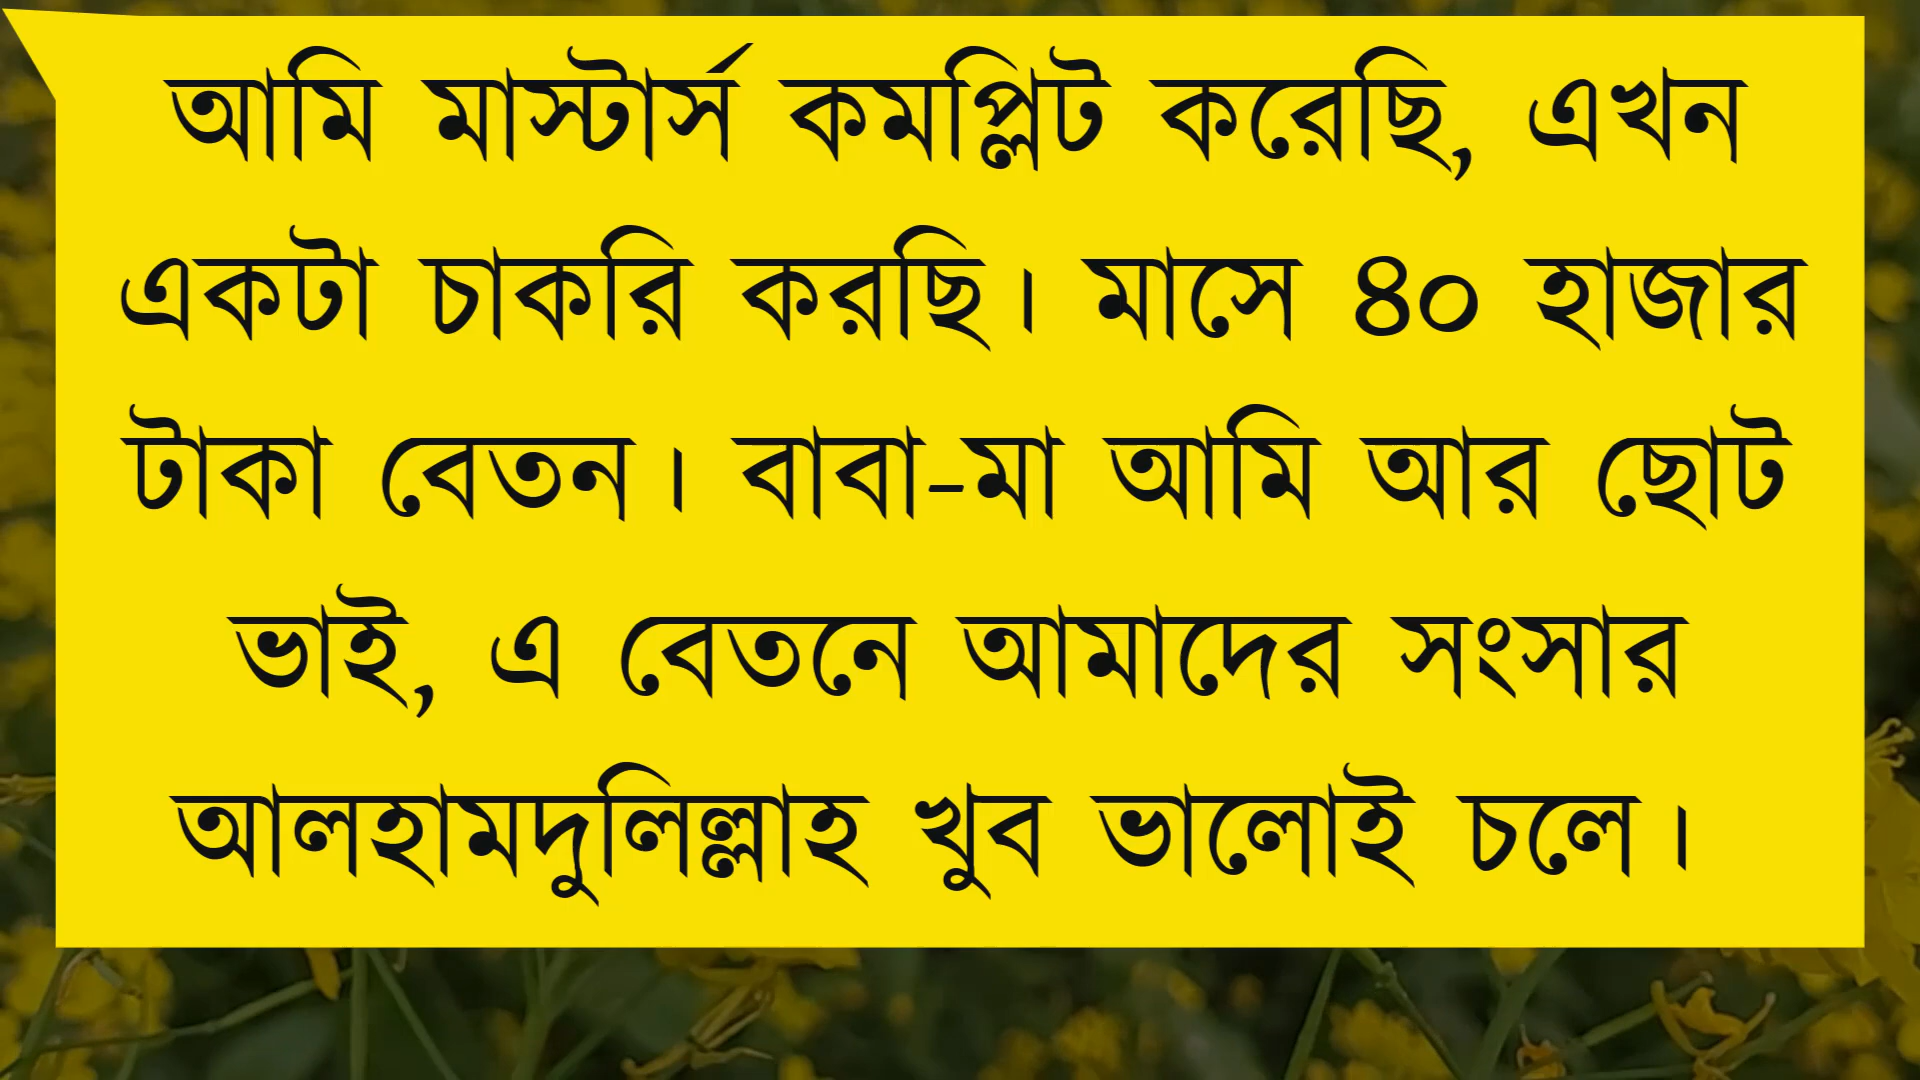 আমি মাস্টার্স কমপ্লিট করেছি, এখন
একটা চাকরি করছি। মাসে ৪০ হাজার
টাকা বেতন। বাবা-মা আমি আর ছোট
ভাই, এ বেতনে আমাদের সংসার
আলহামদুলিল্লাহ খুব ভালোই চলে।